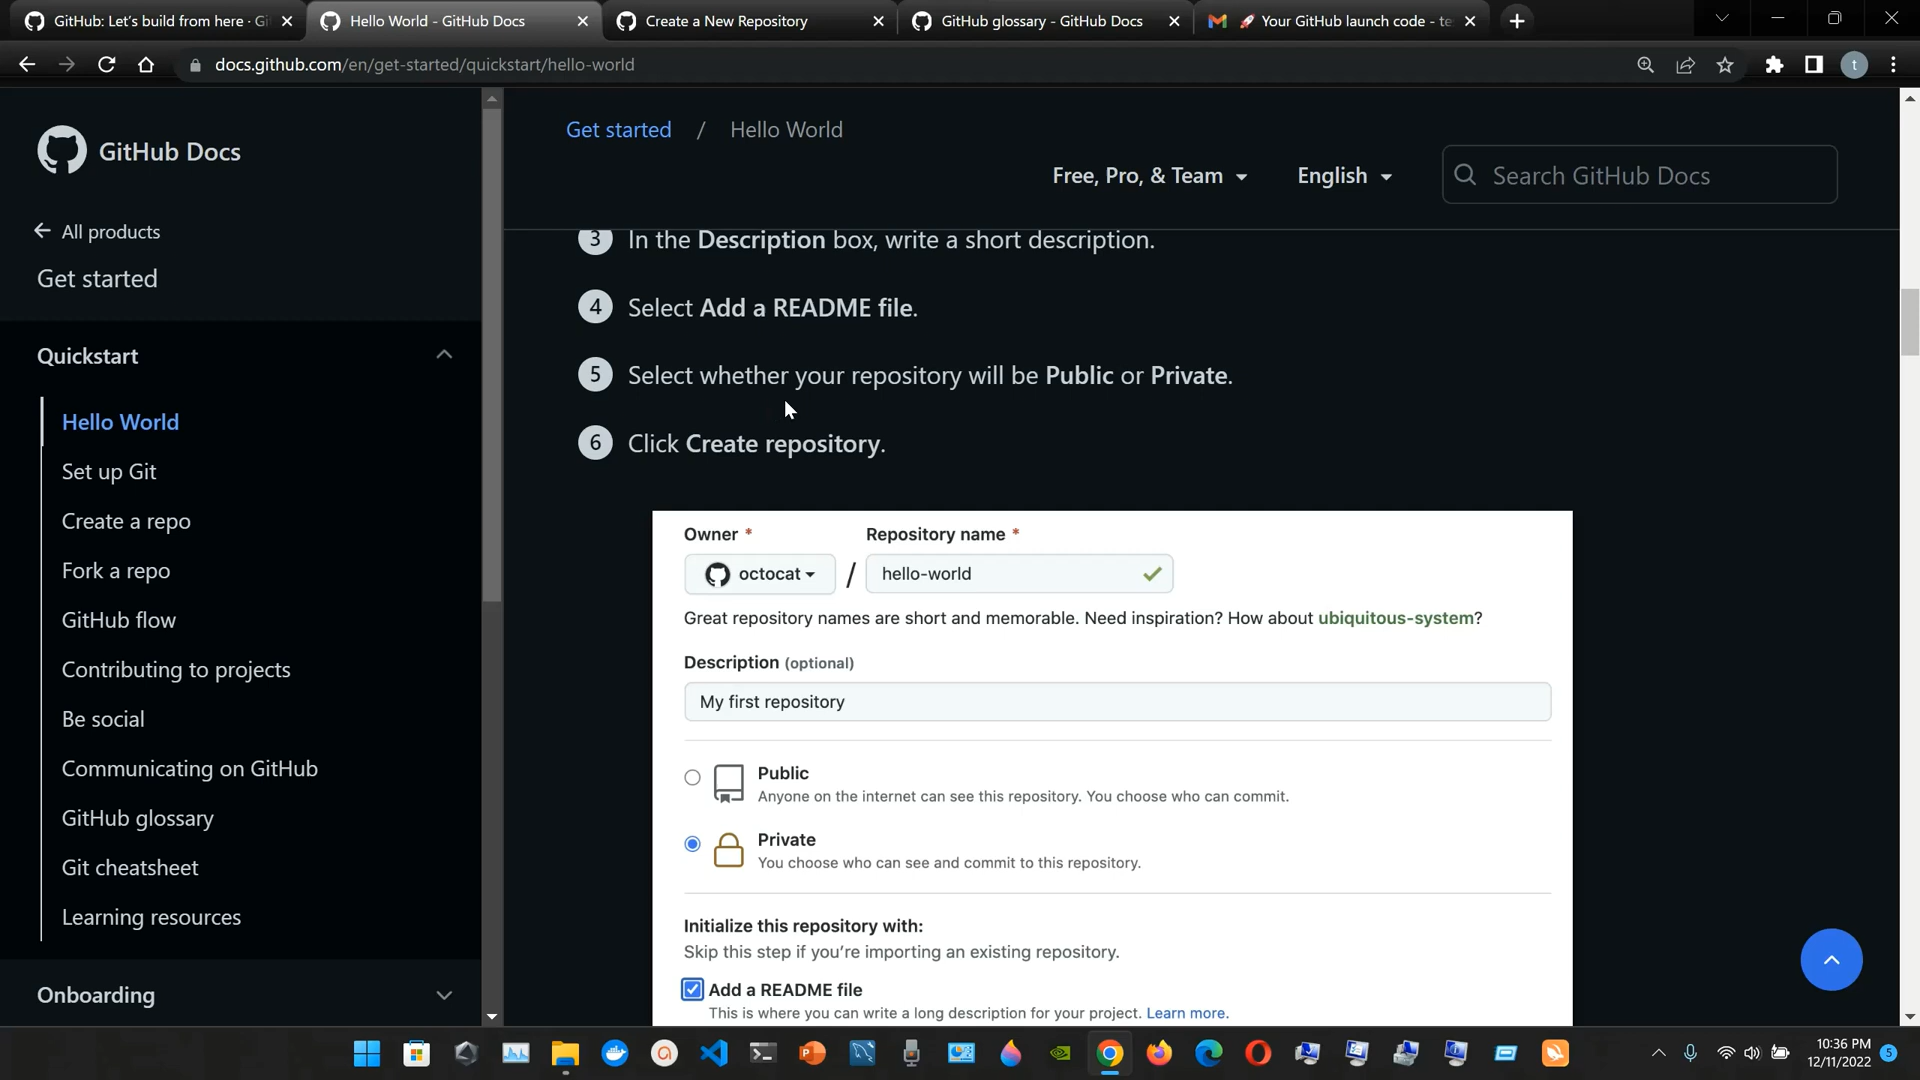 GitHub: Let's build from here · Gi
Hello World - GitHub Docs
Create a New Repository
GitHub glossary - GitHub Docs
🚀 Your GitHub launch code - te
docs.github.com/en/get-started/quickstart/hello-world
t
GitHub Docs
All products
Get started
Quickstart
Hello World
Set up Git
Create a repo
Fork a repo
GitHub flow
Contributing to projects
Be social
Communicating on GitHub
GitHub glossary
Git cheatsheet
Learning resources
Onboarding
Get started / Hello World
Free, Pro, & Team
English
Search GitHub Docs
3 In the Description box, write a short description.
4 Select Add a README file.
5 Select whether your repository will be Public or Private.
6 Click Create repository.
Owner * Repository name *
octocat / hello-world
Great repository names are short and memorable. Need inspiration? How about ubiquitous-system?
Description (optional)
My first repository
Public
Anyone on the internet can see this repository. You choose who can commit.
Private
You choose who can see and commit to this repository.
Initialize this repository with:
Skip this step if you're importing an existing repository.
Add a README file
This is where you can write a long description for your project. Learn more.
10:36 PM
12/11/2022
5